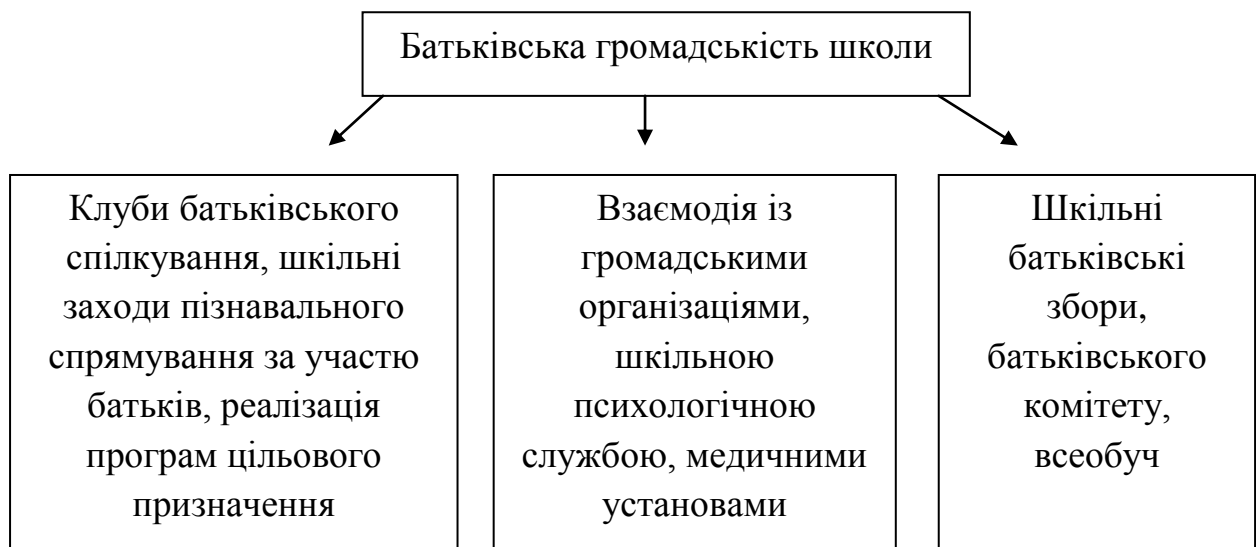 Батьківська громадськість школи
Клуби батьківського
спілкування, шкільні
заходи пізнавального
спрямування за участю
батьків, реалізація
програм цільового
призначення
Взаємодія із
громадськими
організаціями,
шкільною
психологічною
службою, медичними
установами
Шкільні
батьківські
збори,
батьківського
комітету,
всеобуч